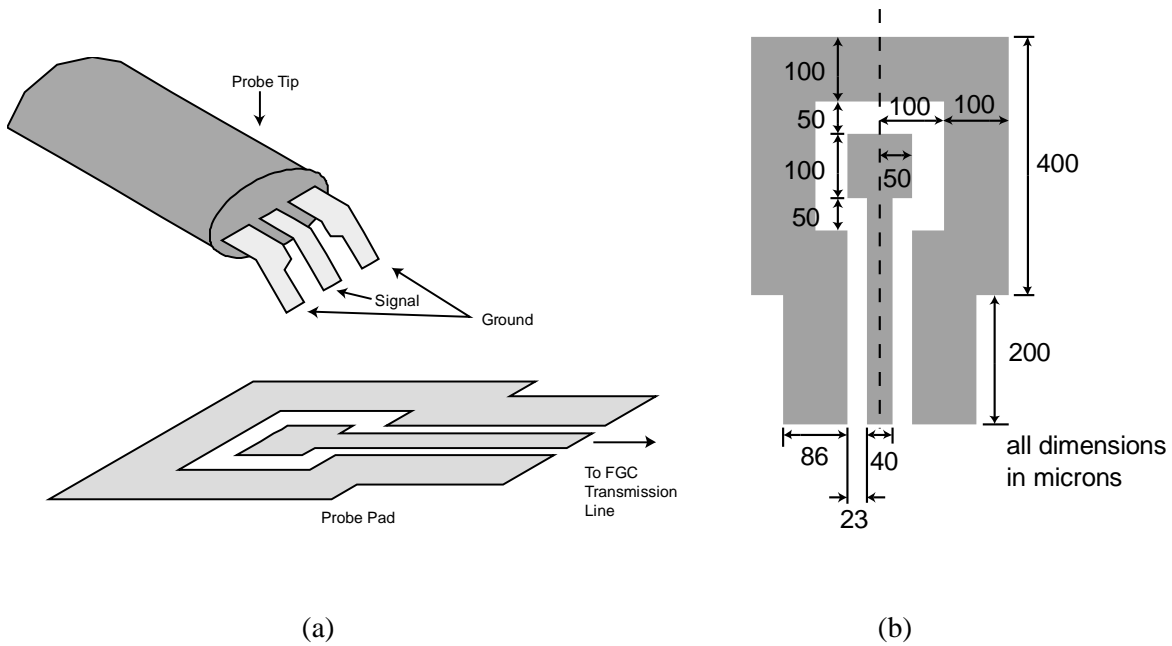 Probe Tip
Signal
Ground
To FGC
Transmission
Line
Probe Pad
(a)
100
50
100
100
100
50
50
400
200
86
40
23
all dimensions
in microns
(b)